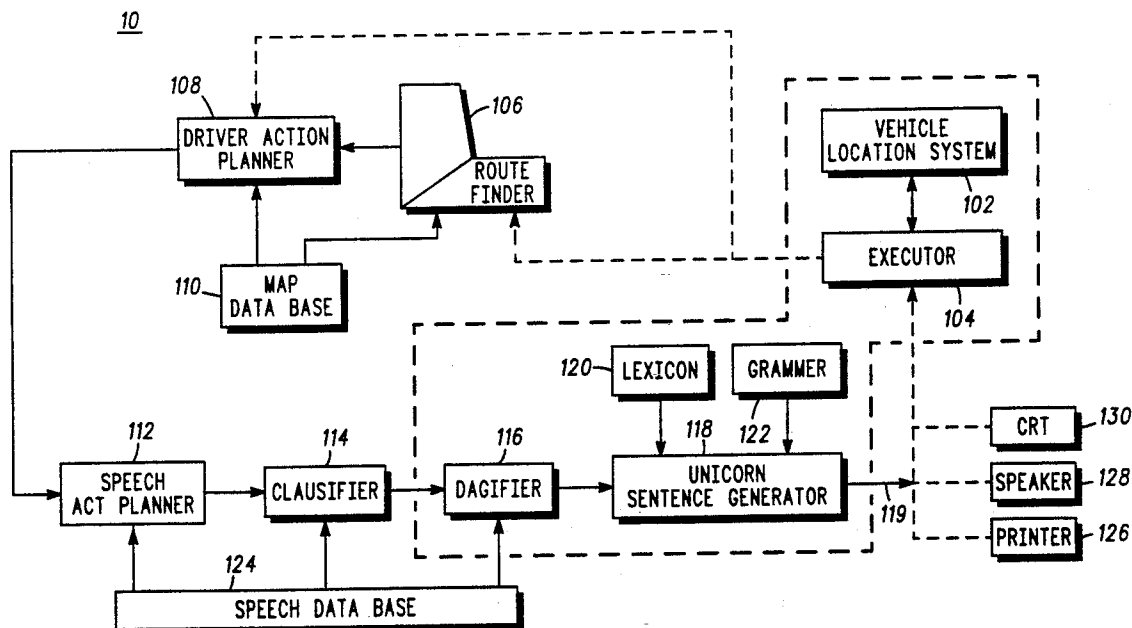 10
108
DRIVER ACTION
PLANNER
106
ROUTE
FINDER
VEHICLE
LOCATION SYSTEM
102
EXECUTOR
104
110
MAP
DATA BASE
120
LEXICON
GRAMMER
122
112
SPEECH
ACT PLANNER
114
CLAUSIFIER
116
DAGIFIER
118
UNICORN
SENTENCE GENERATOR
119
CRT
130
SPEAKER
128
PRINTER
126
124
SPEECH DATA BASE